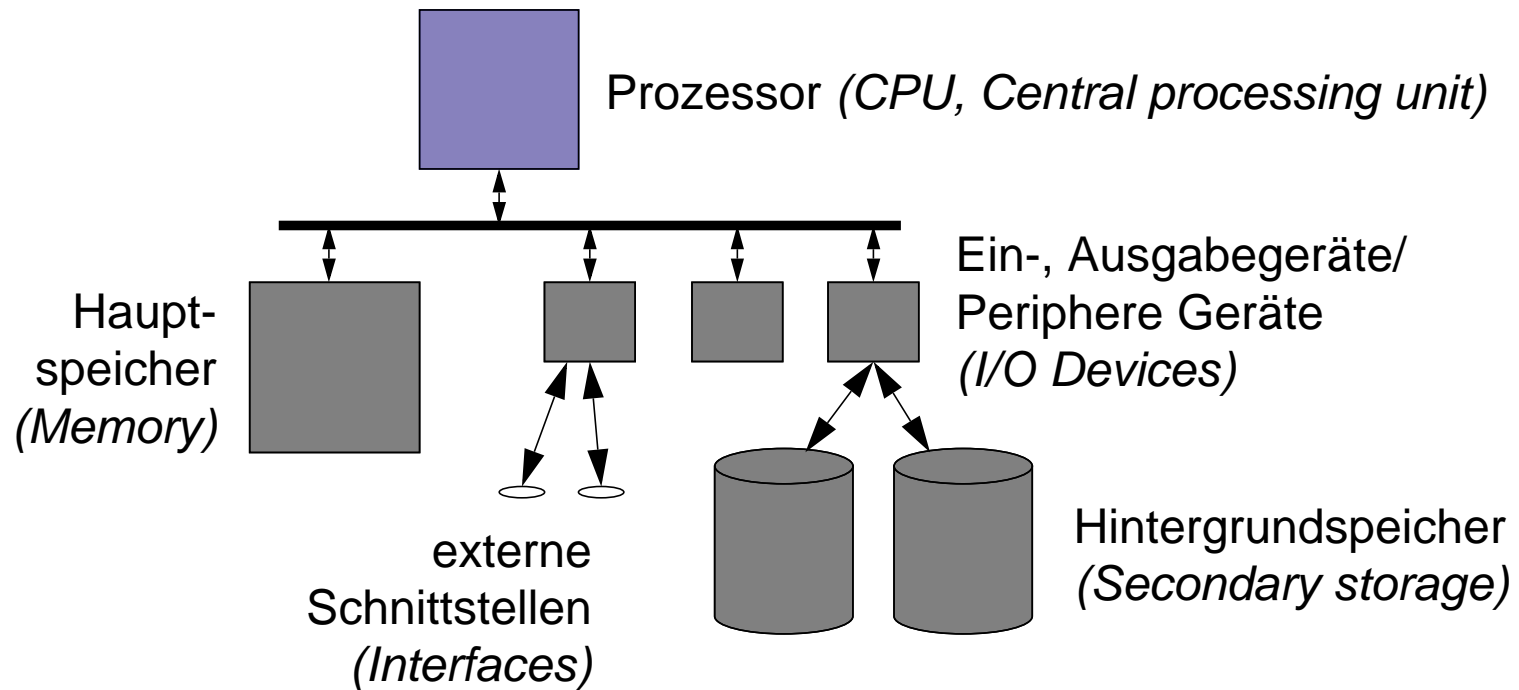 Prozessor (CPU, Central processing unit)
Ein-, Ausgabegeräte/
Periphere Geräte
(I/O Devices)
Haupt-
speicher
(Memory)
externe
Schnittstellen
(Interfaces)
Hintergrundspeicher
(Secondary storage)